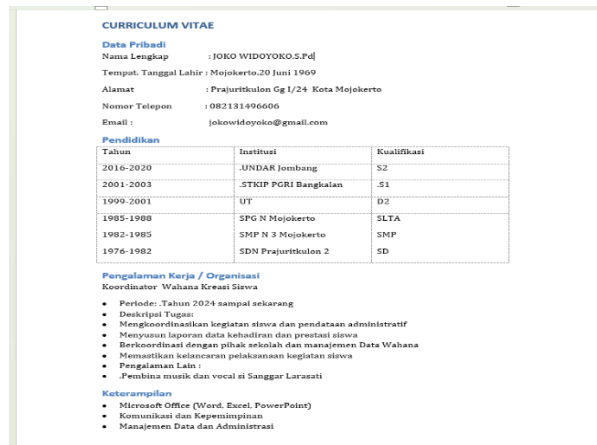 CURRICULUM VITAE
Data Pribadi
Nama Lengkap : JOKO WIDOYOKO.S.Pd
Tempat. Tanggal Lahir : Mojokerto.20 Juni 1969
Alamat : Prajuritkulon Gg I/24 Kota Mojokerto
Nomor Telepon : 082131496606
Email : jokowidoyoko@gmail.com
Pendidikan
Tahun Institusi Kualifikasi
2016-2020 .UNDAR Jombang S2
2001-2003 .STKIP PGRI Bangkalan .S1
1999-2001 UT D2
1985-1988 SPG N Mojokerto SLTA
1982-1985 SMP N 3 Mojokerto SMP
1976-1982 SDN Prajuritkulon 2 SD
Pengalaman Kerja / Organisasi
Koordinator Wahana Kreasi Siswa
• Periode: .Tahun 2024 sampai sekarang
• Deskripsi Tugas:
• Mengkoordinasikan kegiatan siswa dan pendataan administratif
• Menyusun laporan data kehadiran dan prestasi siswa
• Berkoordinasi dengan pihak sekolah dan manajemen Data Wahana
• Memastikan kelancaran pelaksanaan kegiatan siswa
• Pengalaman Lain :
• .Pembina musik dan vocal si Sanggar Larasati
Keterampilan
• Microsoft Office (Word, Excel, PowerPoint)
• Komunikasi dan Kepemimpinan
• Manajemen Data dan Administrasi